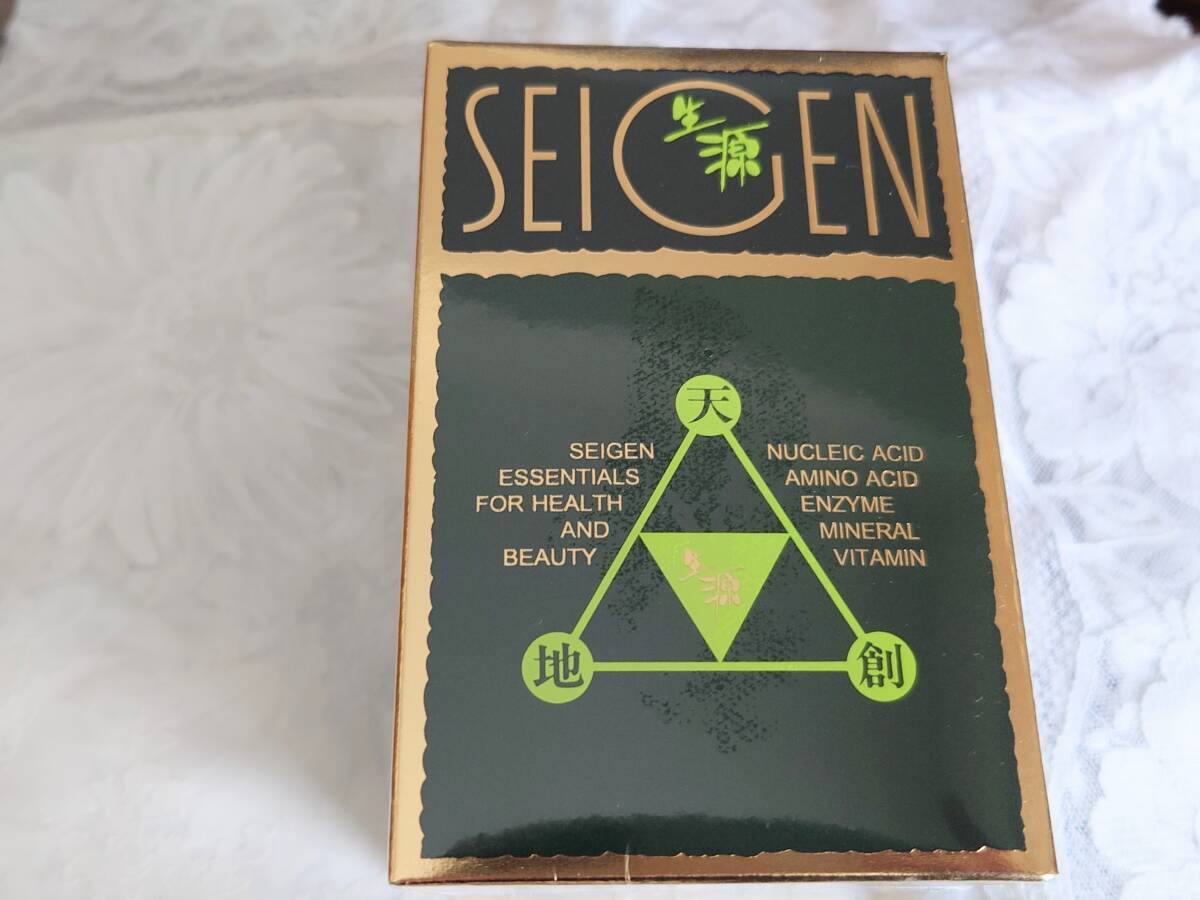 SEIGEN
生源
天
SEIGEN
ESSENTIALS
FOR HEALTH
AND
BEAUTY
NUCLEIC ACID
AMINO ACID
ENZYME
MINERAL
VITAMIN
生源
地
創